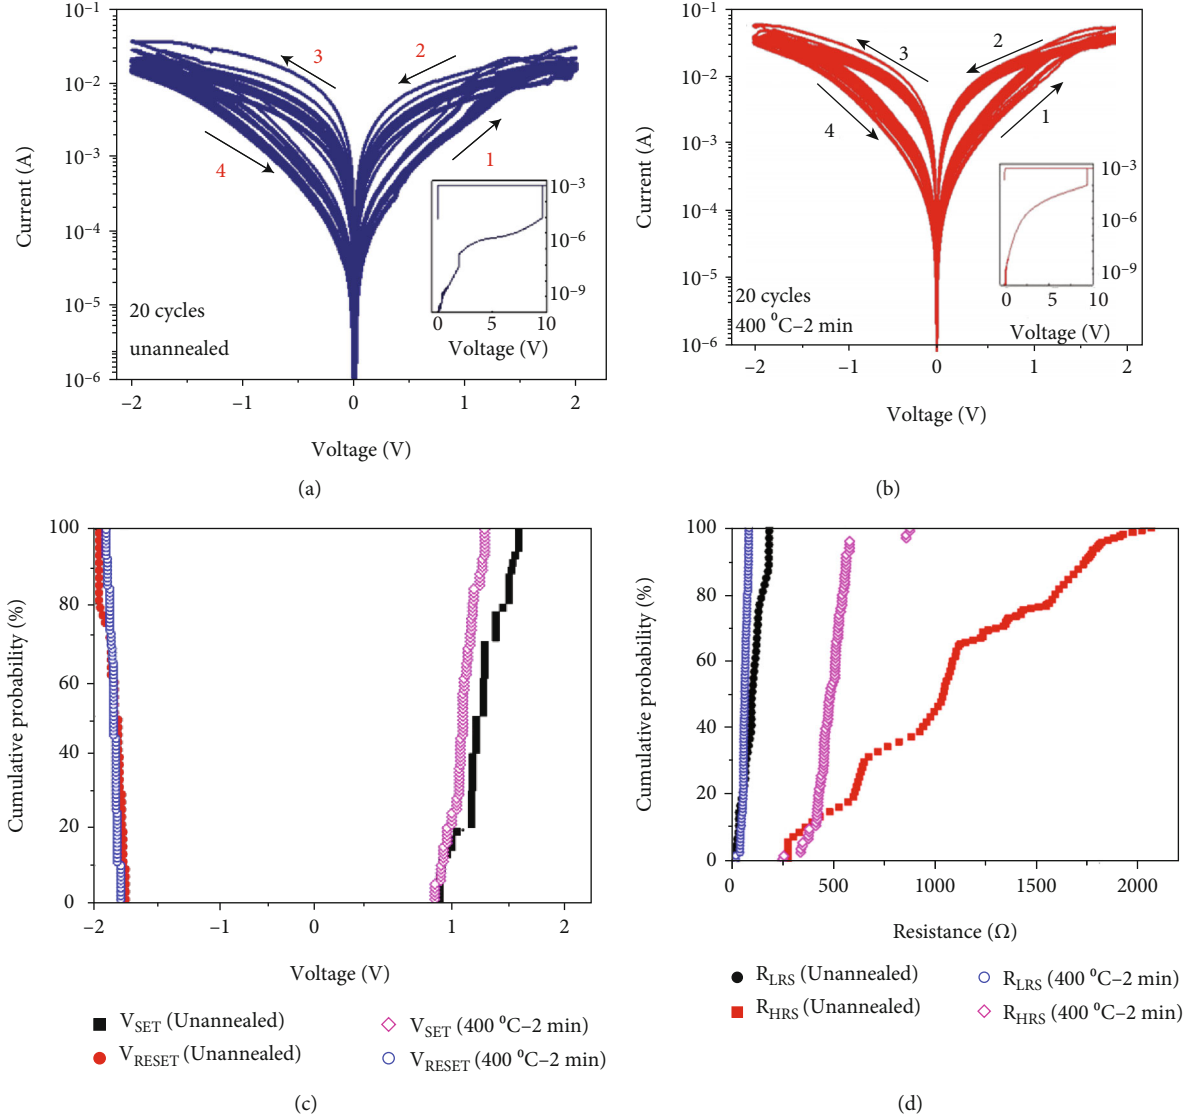 10⁻¹
10⁻²
10⁻³
10⁻⁴
10⁻⁵
10⁻⁶
Current (A)
3
2
4
1
20 cycles
unannealed
10⁻³
10⁻⁶
10⁻⁹
0 5 10
Voltage (V)
−2 −1 0 1 2
Voltage (V)
(a)
10⁻¹
10⁻²
10⁻³
10⁻⁴
10⁻⁵
10⁻⁶
Current (A)
3
2
4
1
20 cycles
400 ⁰C–2 min
10⁻³
10⁻⁶
10⁻⁹
0 5 10
Voltage (V)
−2 −1 0 1 2
Voltage (V)
(b)
100
80
60
40
20
0
Cumulative probability (%)
−2 −1 0 1 2
Voltage (V)
V_SET (Unannealed)
V_RESET (Unannealed)
V_SET (400 ⁰C–2 min)
V_RESET (400 ⁰C–2 min)
(c)
100
80
60
40
20
0
Cumulative probability (%)
0 500 1000 1500 2000
Resistance (Ω)
R_LRS (Unannealed)
R_HRS (Unannealed)
R_LRS (400 ⁰C–2 min)
R_HRS (400 ⁰C–2 min)
(d)